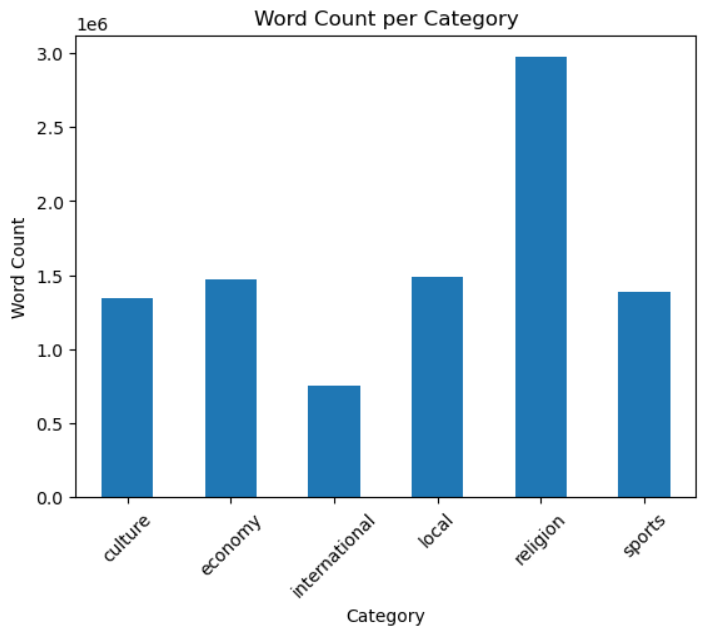 Word Count per Category
1e6
3.0
2.5
2.0
1.5
1.0
0.5
0.0
Word Count
culture
economy
international
local
religion
sports
Category